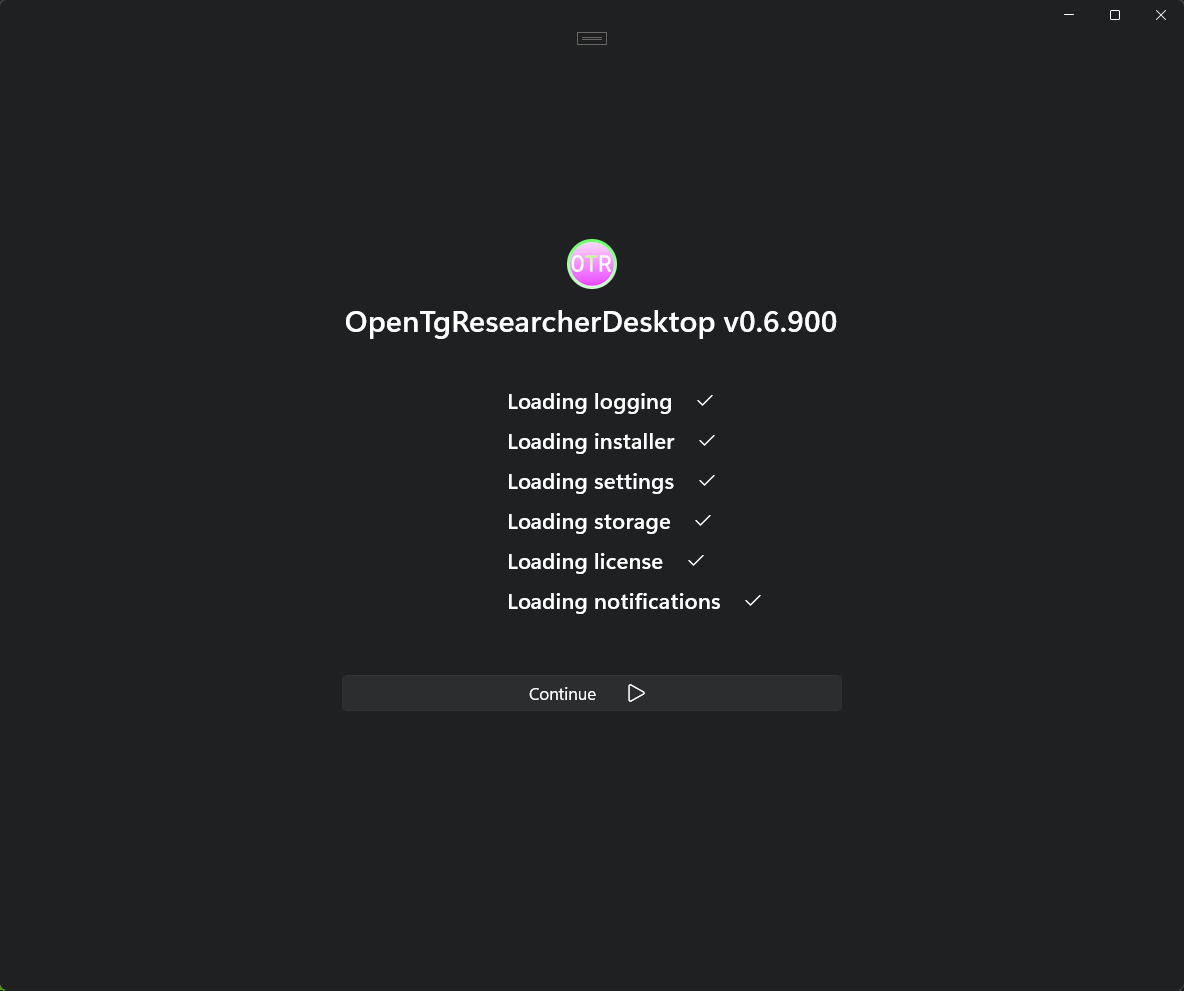 OTR
OpenTgResearcherDesktop v0.6.900
Loading logging
Loading installer
Loading settings
Loading storage
Loading license
Loading notifications
Continue